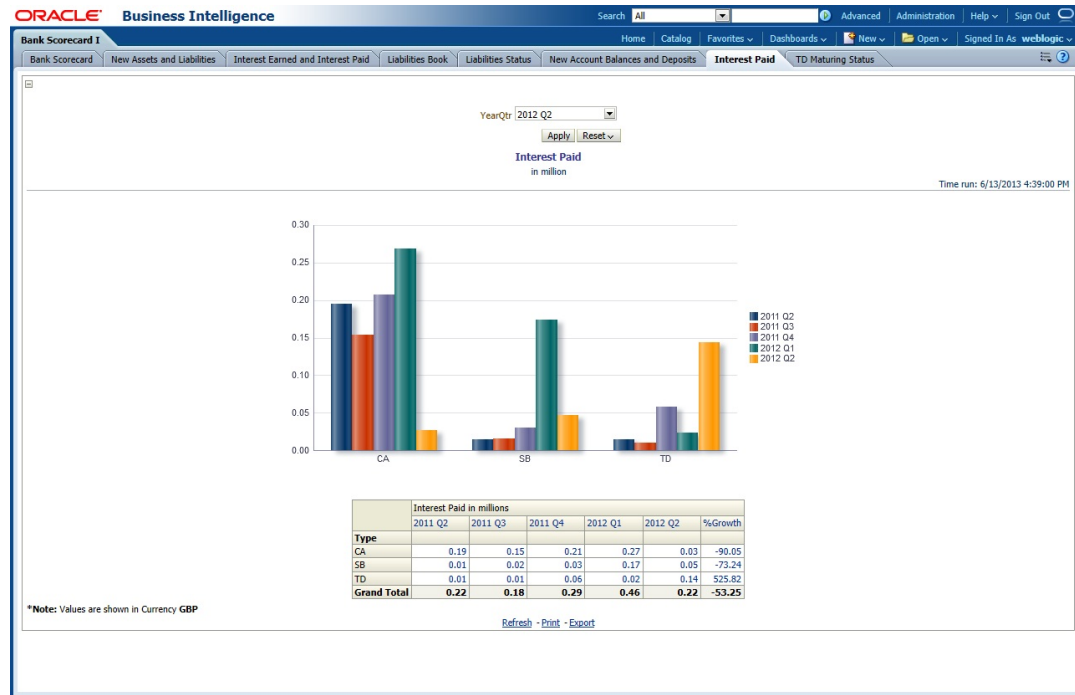 ORACLE Business Intelligence
Search All Advanced Administration Help Sign Out
Bank Scorecard I
Home Catalog Favorites Dashboards New Open Signed In As weblogic
Bank Scorecard New Assets and Liabilities Interest Earned and Interest Paid Liabilities Book Liabilities Status New Account Balances and Deposits Interest Paid TD Maturing Status
YearQtr 2012 Q2
Apply Reset
Interest Paid
in million
Time run: 6/13/2013 4:39:00 PM
0.30
0.25
0.20
0.15
0.10
0.05
0.00
CA SB TD
2011 Q2
2011 Q3
2011 Q4
2012 Q1
2012 Q2
Interest Paid in millions
2011 Q2 2011 Q3 2011 Q4 2012 Q1 2012 Q2 %Growth
Type
CA 0.19 0.15 0.21 0.27 0.03 -90.05
SB 0.01 0.02 0.03 0.17 0.05 -73.24
TD 0.01 0.01 0.06 0.02 0.14 525.82
Grand Total 0.22 0.18 0.29 0.46 0.22 -53.25
*Note: Values are shown in Currency GBP
Refresh - Print - Export